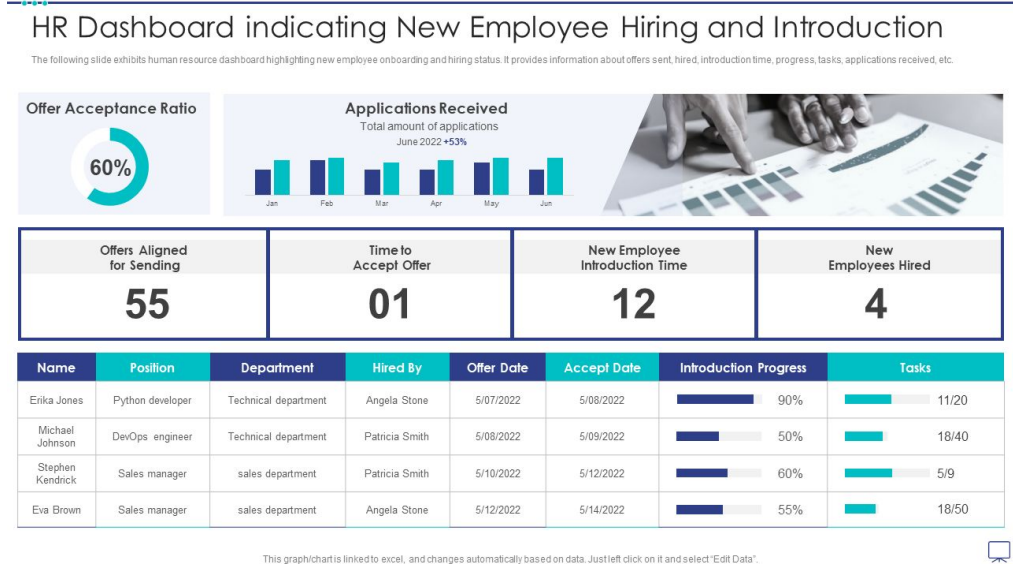 HR Dashboard indicating New Employee Hiring and Introduction
The following slide exhibits human resource dashboard highlighting new employee onboarding and hiring status. It provides information about offers sent, hired, introduction time, progress, tasks, applications received, etc.
Offer Acceptance Ratio
60%
Applications Received
Total amount of applications
June 2022 +53%
Jan Feb Mar Apr May Jun
Offers Aligned
for Sending
55
Time to
Accept Offer
01
New Employee
Introduction Time
12
New
Employees Hired
4
Name Position Department Hired By Offer Date Accept Date Introduction Progress Tasks
Erika Jones Python developer Technical department Angela Stone 5/07/2022 5/08/2022 90% 11/20
Michael
Johnson DevOps engineer Technical department Patricia Smith 5/08/2022 5/09/2022 50% 18/40
Stephen
Kendrick Sales manager sales department Patricia Smith 5/10/2022 5/12/2022 60% 5/9
Eva Brown Sales manager sales department Angela Stone 5/12/2022 5/14/2022 55% 18/50
This graph/chart is linked to excel, and changes automatically based on data. Just left click on it and select “Edit Data”.